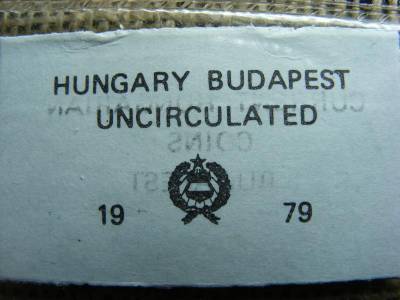 HUNGARY BUDAPEST
UNCIRCULATED
19 79